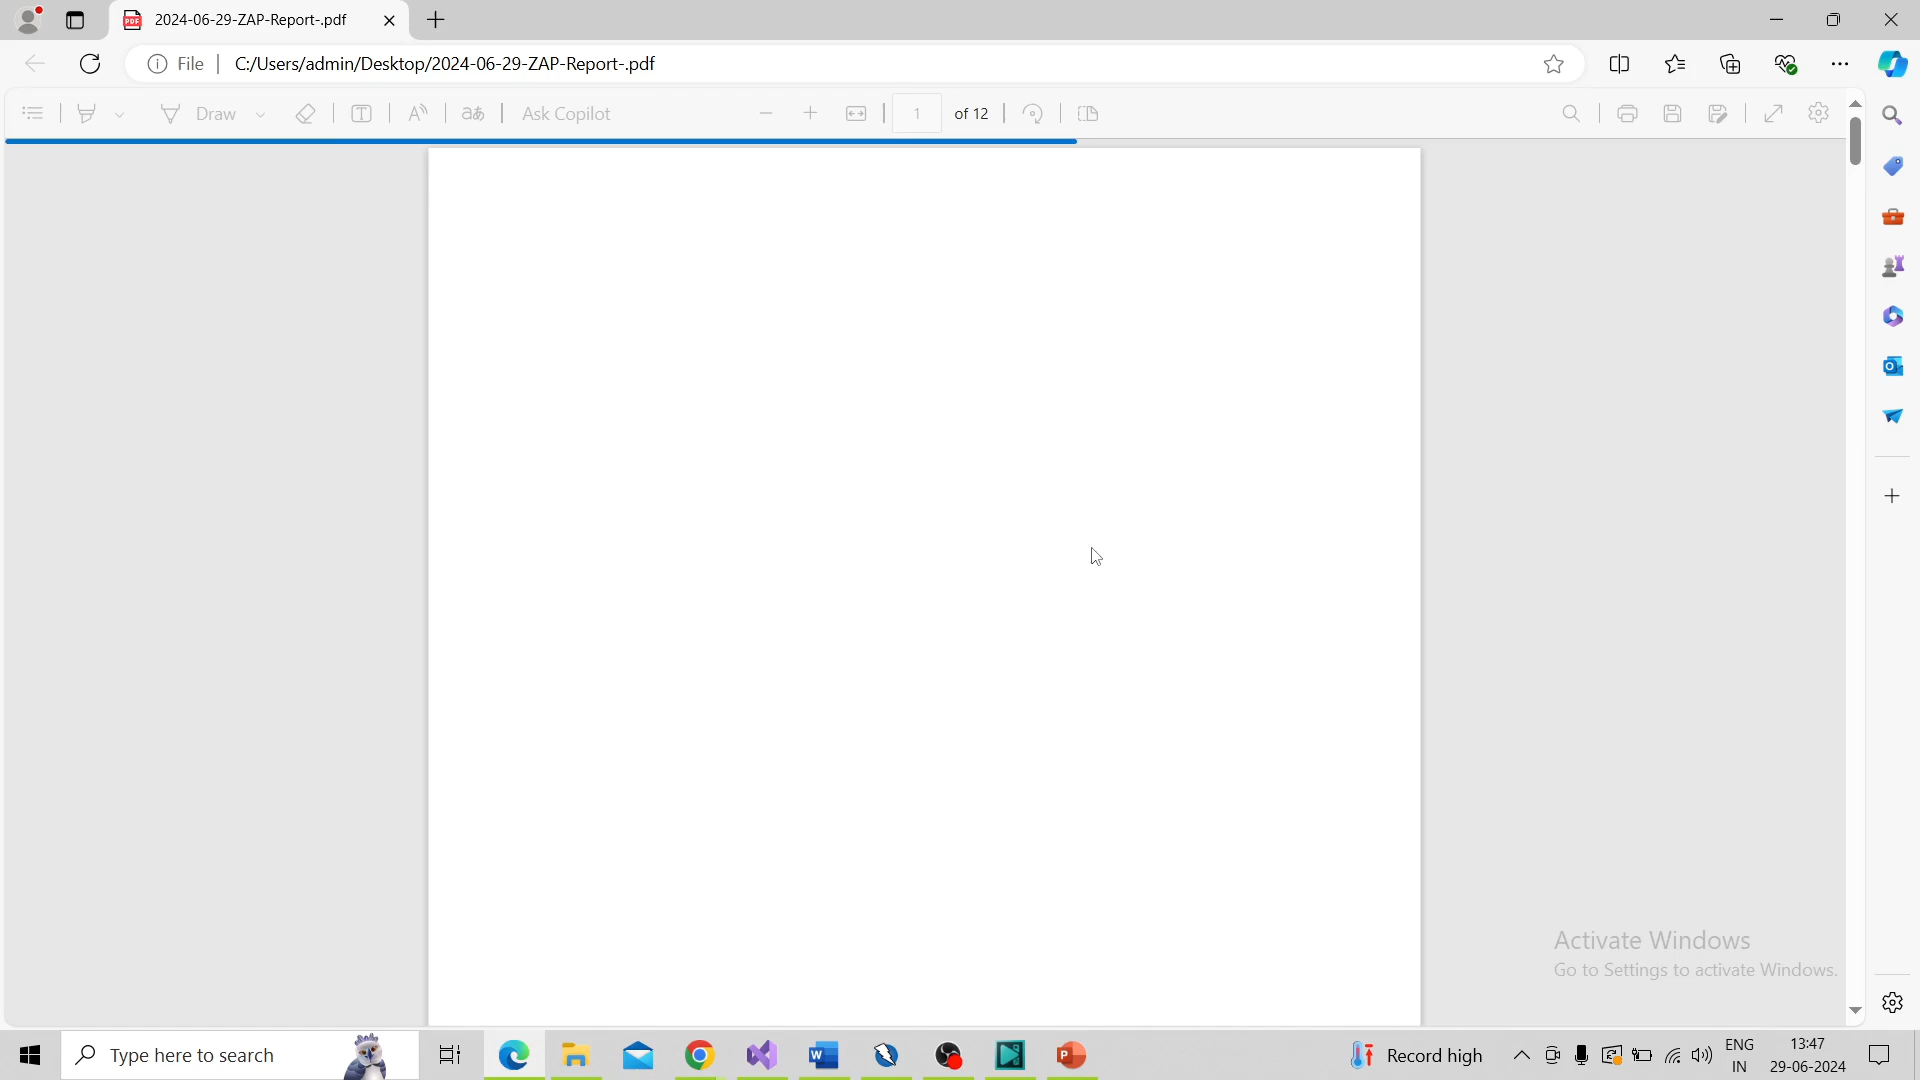 2024-06-29-ZAP-Report-.pdf
File
C:/Users/admin/Desktop/2024-06-29-ZAP-Report-.pdf
Draw
T
A
aあ
Ask Copilot
1 of 12
Activate Windows
Go to Settings to activate Windows.
Type here to search
Record high
ENG
IN
13:47
29-06-2024